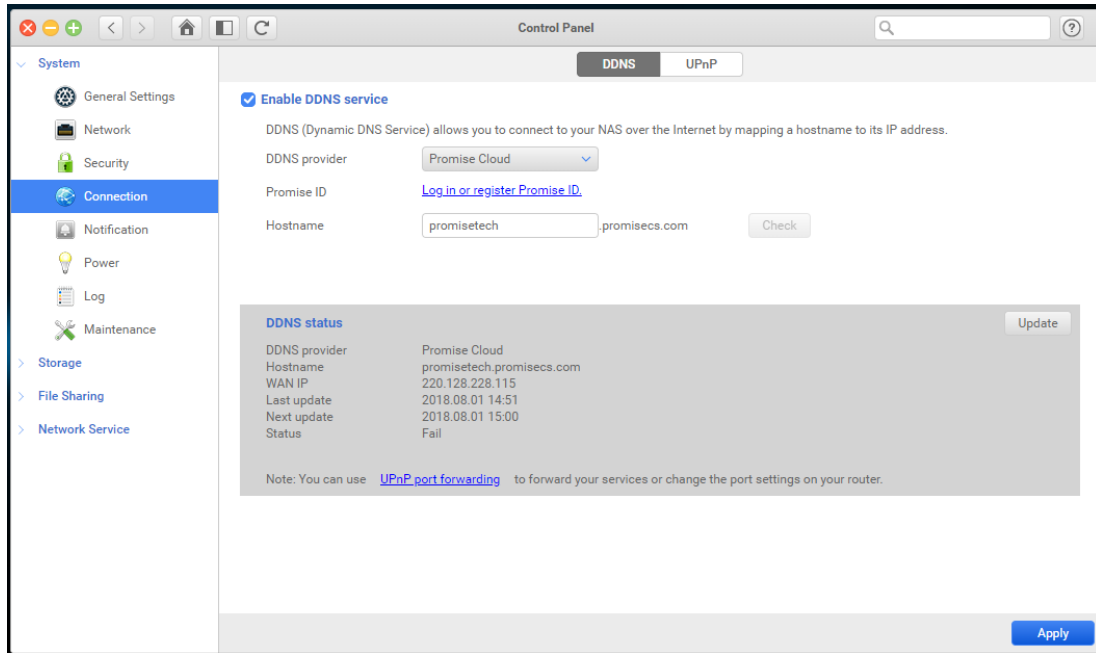 Control Panel
System
General Settings
Network
Security
Connection
Notification
Power
Log
Maintenance
Storage
File Sharing
Network Service
DDNS UPnP
Enable DDNS service
DDNS (Dynamic DNS Service) allows you to connect to your NAS over the Internet by mapping a hostname to its IP address.
DDNS provider Promise Cloud
Promise ID Log in or register Promise ID.
Hostname promisetech .promisecs.com Check
DDNS status Update
DDNS provider Promise Cloud
Hostname promisetech.promisecs.com
WAN IP 220.128.228.115
Last update 2018.08.01 14:51
Next update 2018.08.01 15:00
Status Fail
Note: You can use UPnP port forwarding to forward your services or change the port settings on your router.
Apply